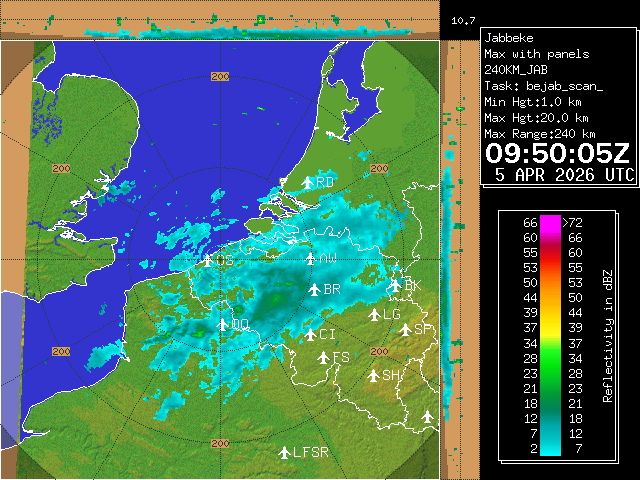 10.7
Jabbeke
Max with panels
240KM_JAB
Task: bejab_scan_
Min Hgt:1.0 km
Max Hgt:20.0 km
Max Range:240 km
09:50:05Z
5 APR 2026 UTC
200
200
200
RD
OS
AW
BR
BK
LG
SP
CI
FS
SH
200
200
200
LFSR
66 >72
60 66
55 60
53 55
50 53
44 50
39 44
37 39
34 37
28 34
23 28
21 23
18 21
12 18
7 12
2 7
Reflectivity in dBZ